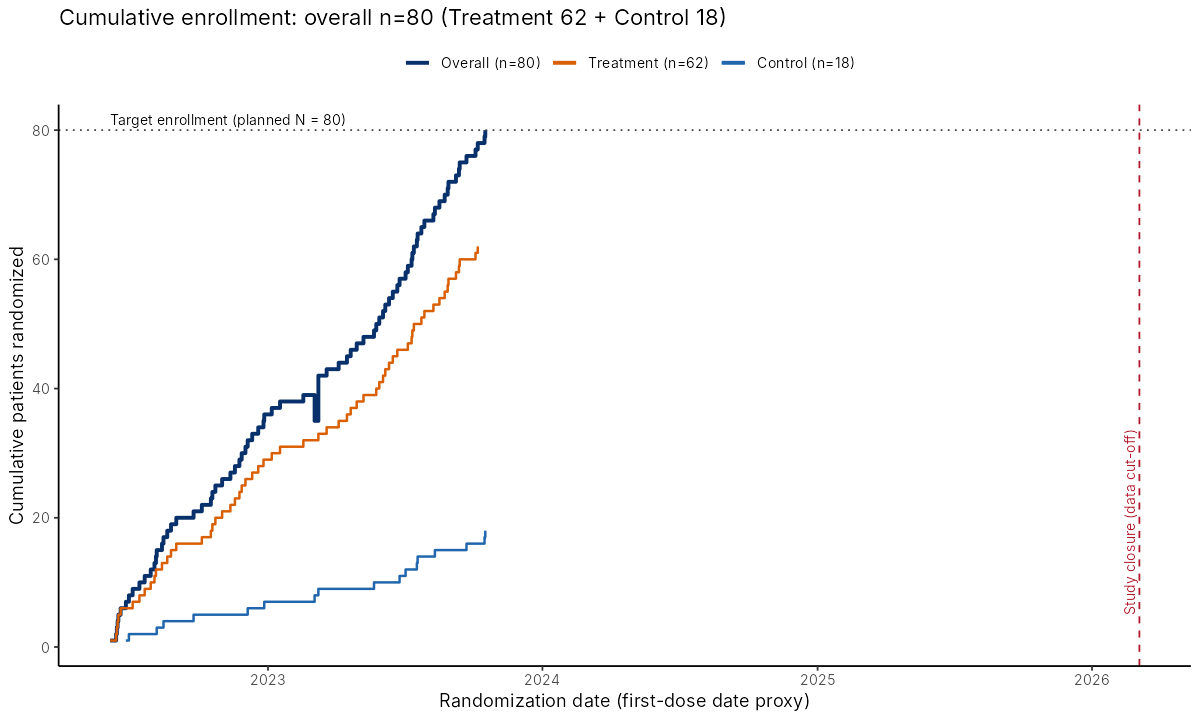 Cumulative enrollment: overall n=80 (Treatment 62 + Control 18)
Overall (n=80) Treatment (n=62) Control (n=18)
Target enrollment (planned N = 80)
80
60
40
20
0
Cumulative patients randomized
Study closure (data cut-off)
2023 2024 2025 2026
Randomization date (first-dose date proxy)